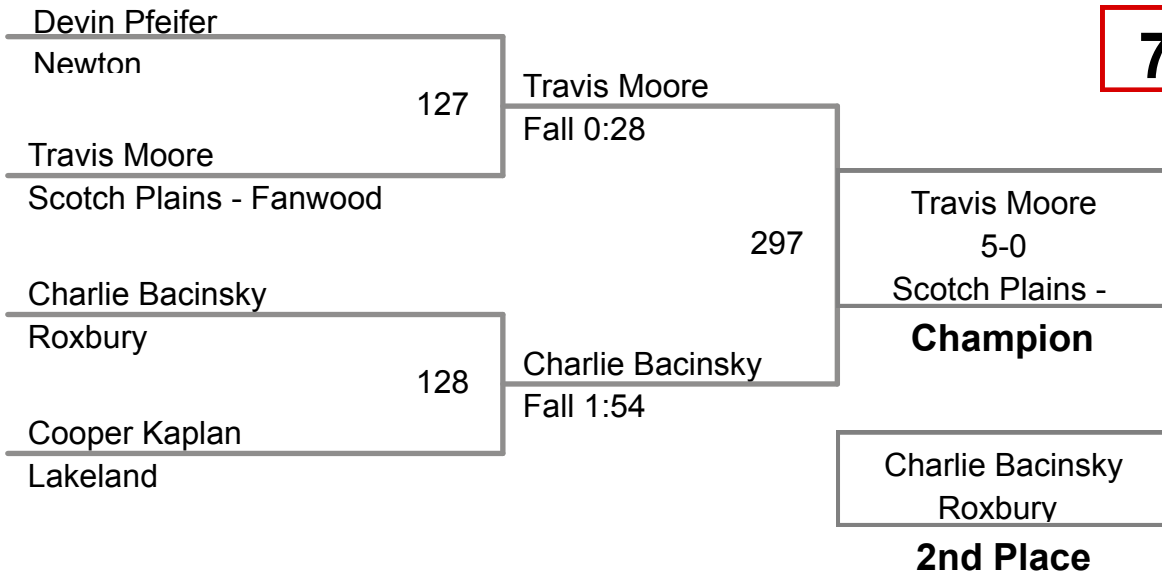 Devin Pfeifer
Newton
127
Travis Moore
Scotch Plains - Fanwood
Charlie Bacinsky
Roxbury
128
Cooper Kaplan
Lakeland
Travis Moore
Fall 0:28
297
Charlie Bacinsky
Fall 1:54
7
Travis Moore
5-0
Scotch Plains -
Champion
Charlie Bacinsky
Roxbury
2nd Place